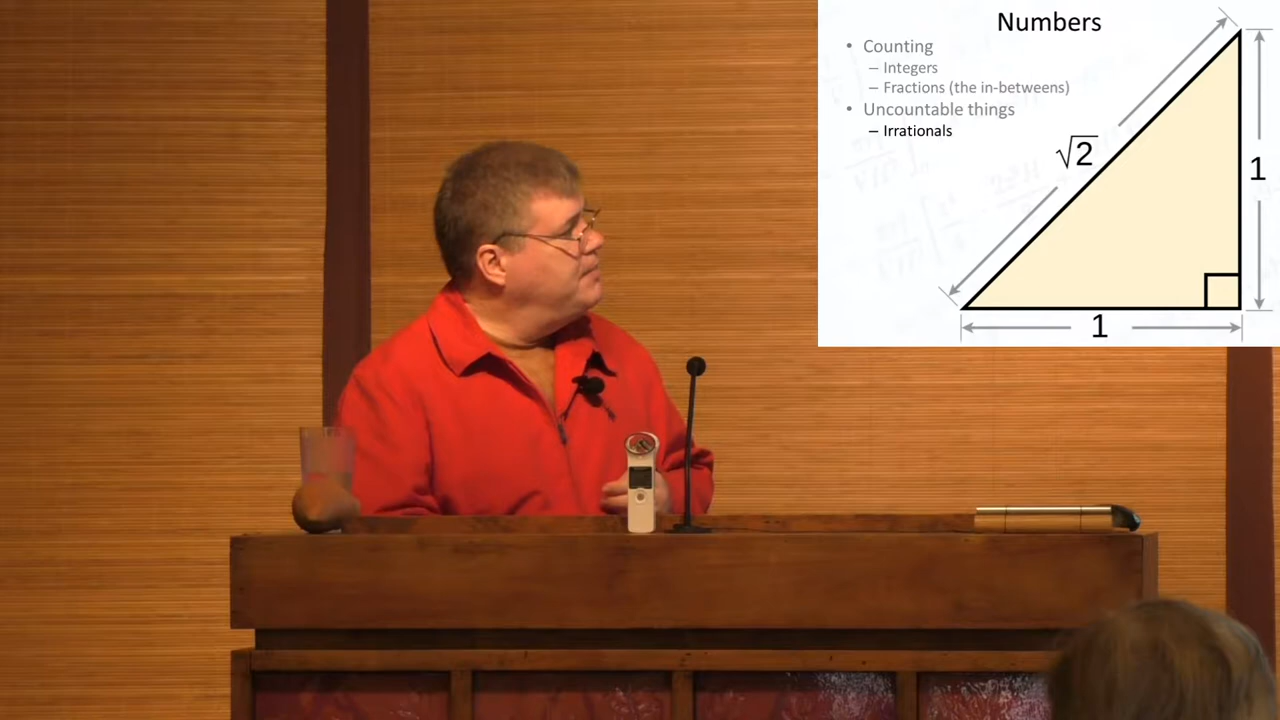 Numbers
• Counting
– Integers
– Fractions (the in-betweens)
• Uncountable things
– Irrationals
√2
1
1